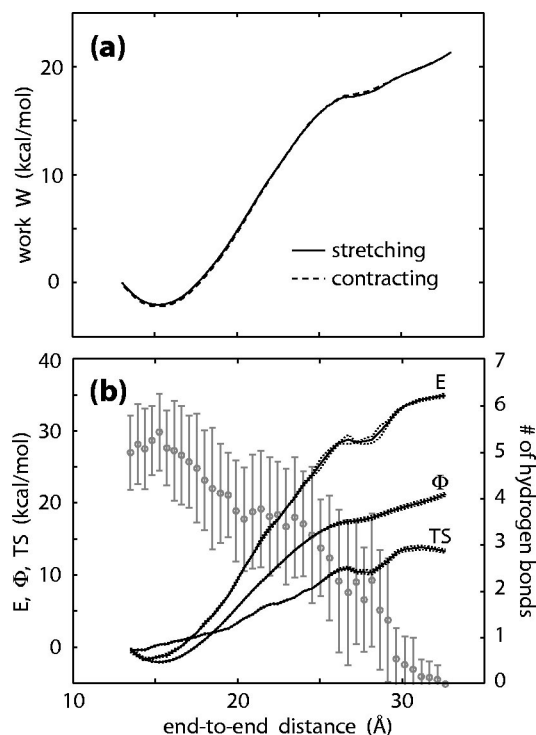 (a)
20
10
0
work W (kcal/mol)
stretching
contracting
(b)
40
30
20
10
0
E, Φ, TS (kcal/mol)
E
Φ
TS
7
6
5
4
3
2
1
0
# of hydrogen bonds
10 20 30
end-to-end distance (Å)